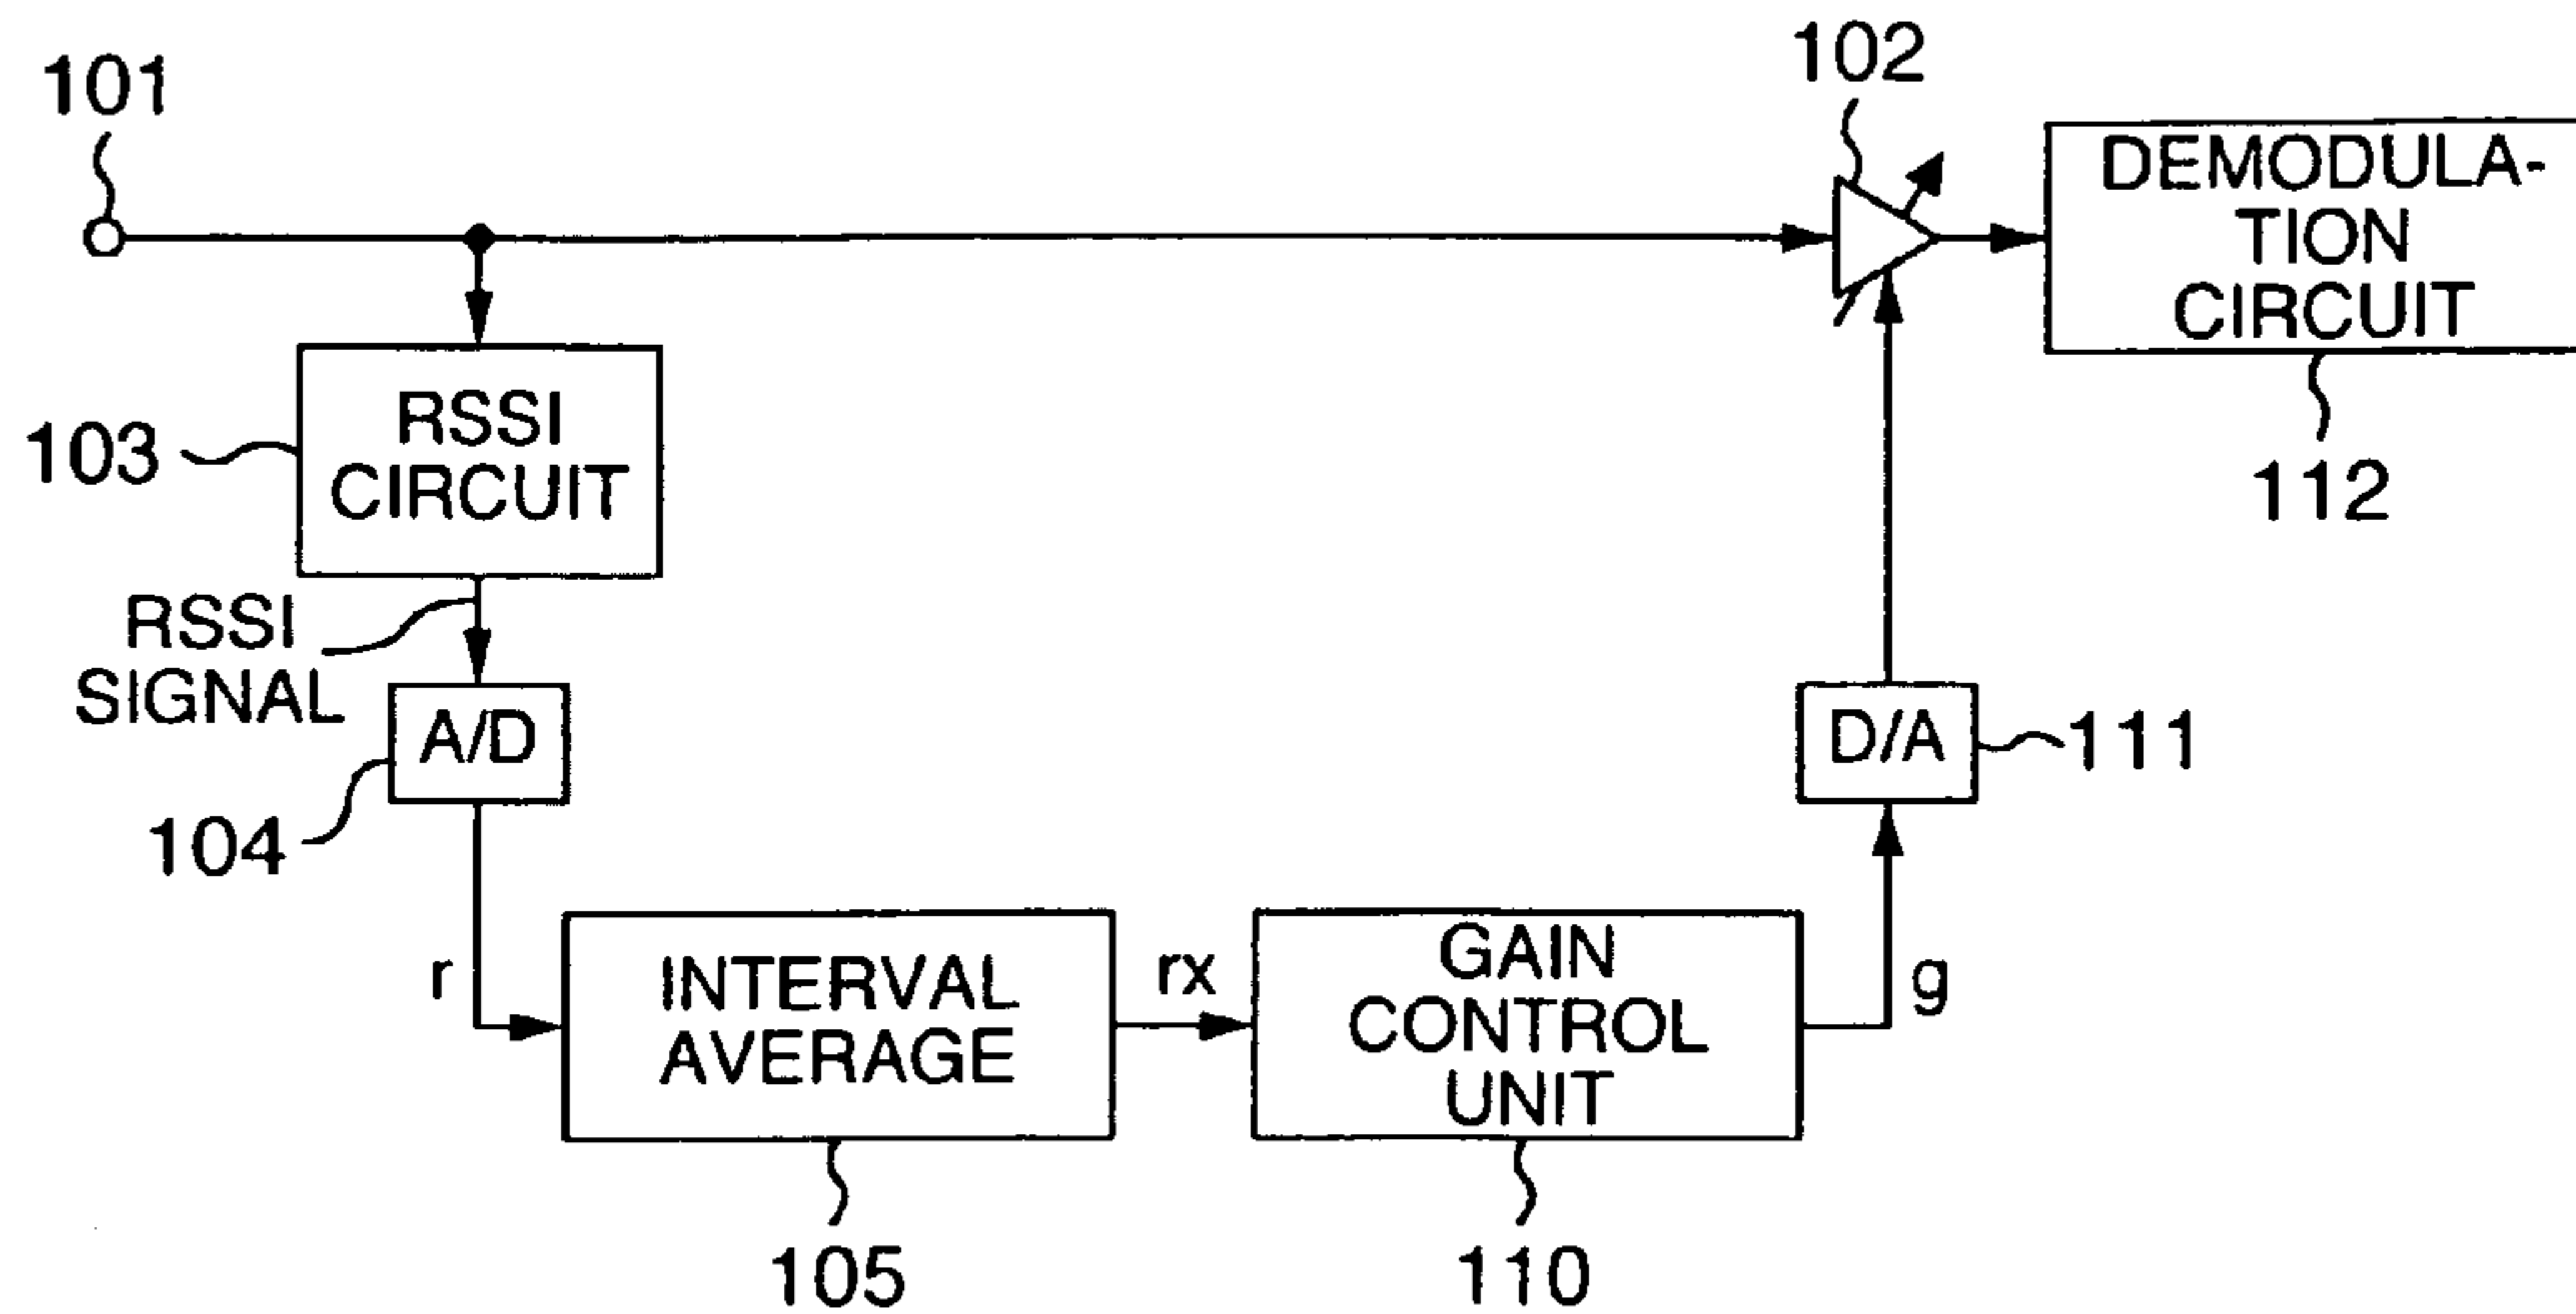 101
102
DEMODULA-
TION
CIRCUIT
103
RSSI
CIRCUIT
112
RSSI
SIGNAL
A/D
104
D/A
111
r
INTERVAL
AVERAGE
rx
GAIN
CONTROL
UNIT
g
105
110